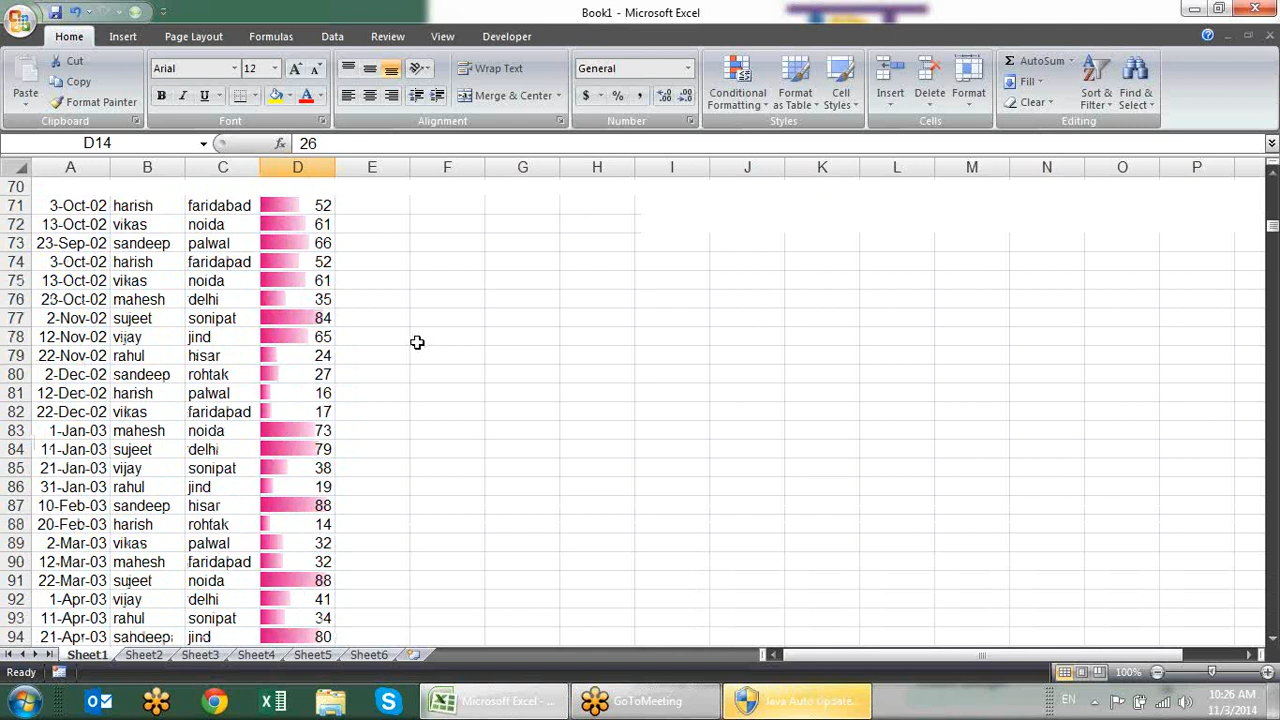 Book1 - Microsoft Excel
Home Insert Page Layout Formulas Data Review View Developer
Paste Cut Copy Format Painter Clipboard
Arial 12 A A B I U A Font
Wrap Text Merge & Center Alignment
General $ % , Number
Conditional Formatting Format as Table Cell Styles Styles
Insert Delete Format Cells
Σ AutoSum Fill Clear Sort & Filter Find & Select Editing
D14 fx 26
A B C D E F G H I J K L M N O P
70
71 3-Oct-02 harish faridabad 52
72 13-Oct-02 vikas noida 61
73 23-Sep-02 sandeep palwal 66
74 3-Oct-02 harish faridabad 52
75 13-Oct-02 vikas noida 61
76 23-Oct-02 mahesh delhi 35
77 2-Nov-02 sujeet sonipat 84
78 12-Nov-02 vijay jind 65
79 22-Nov-02 rahul hisar 24
80 2-Dec-02 sandeep rohtak 27
81 12-Dec-02 harish palwal 16
82 22-Dec-02 vikas faridabad 17
83 1-Jan-03 mahesh noida 73
84 11-Jan-03 sujeet delhi 79
85 21-Jan-03 vijay sonipat 38
86 31-Jan-03 rahul jind 19
87 10-Feb-03 sandeep hisar 88
88 20-Feb-03 harish rohtak 14
89 2-Mar-03 vikas palwal 32
90 12-Mar-03 mahesh faridabad 32
91 22-Mar-03 sujeet noida 88
92 1-Apr-03 vijay delhi 41
93 11-Apr-03 rahul sonipat 34
94 21-Apr-03 sandeep jind 80
Sheet1 Sheet2 Sheet3 Sheet4 Sheet5 Sheet6
Ready 100%
Microsoft Excel - ... GoToMeeting Java Auto Update... EN 10:26 AM
11/3/2014